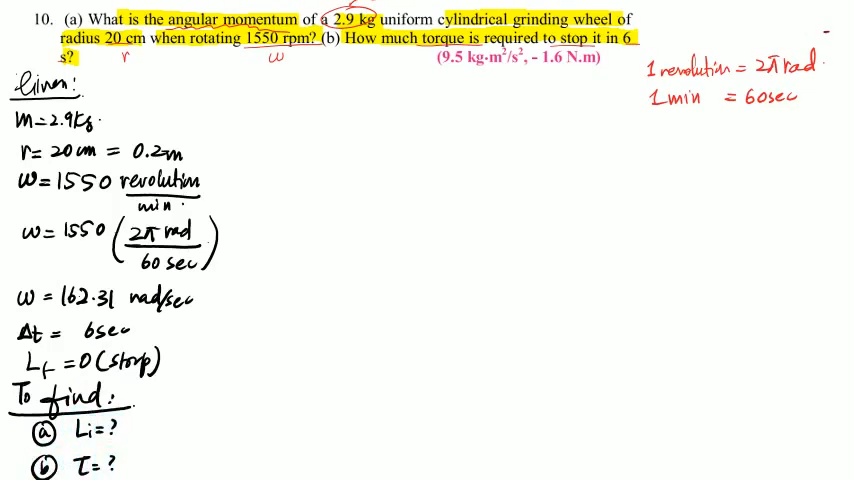 10. (a) What is the angular momentum of a 2.9 kg uniform cylindrical grinding wheel of
radius 20 cm when rotating 1550 rpm? (b) How much torque is required to stop it in 6
s?
r
ω
(9.5 kg·m²/s², - 1.6 N.m)
1 revolution = 2π rad
1 min = 60sec
Given:
m = 2.9kg.
r = 20 cm = 0.2m
ω = 1550 revolution/min.
ω = 1550 (2π rad/60 sec)
ω = 162.31 rad/sec
Δt = 6sec
Lf = 0 (stop)
To find:
(a) Li = ?
(b) τ = ?